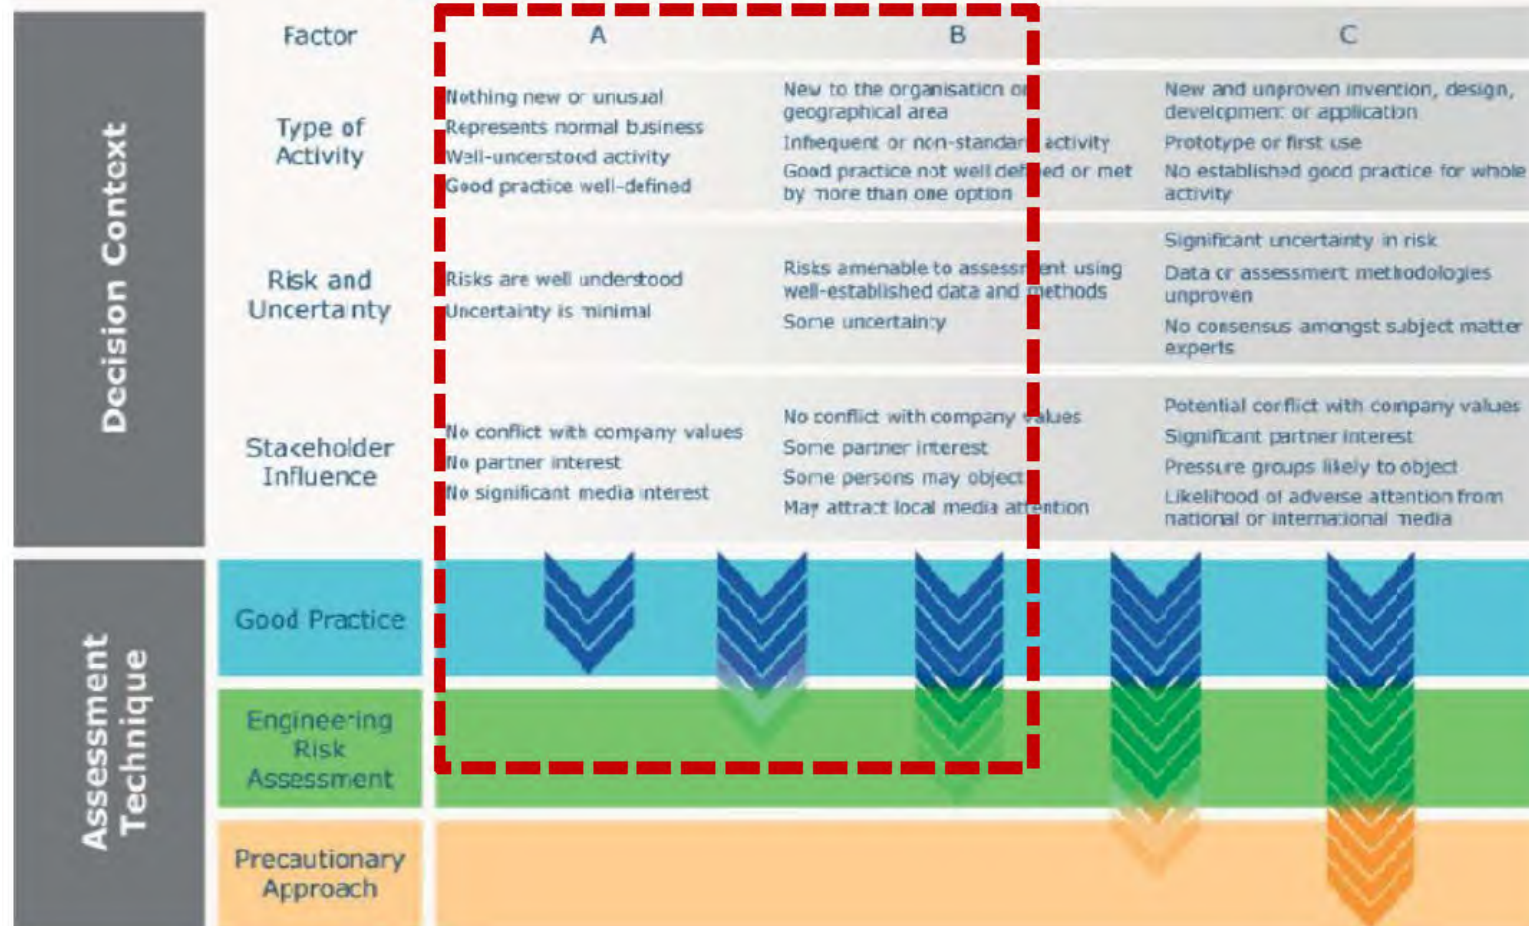 Decision Context
Factor
A
B
C
Type of
Activity
Nothing new or unusual
Represents normal business
Well-understood activity
Good practice well-defined
New to the organisation or
geographical area
Infrequent or non-standard activity
Good practice not well defined or met
by more than one option
New and unproven invention, design,
development or application
Prototype or first use
No established good practice for whole
activity
Risk and
Uncertainty
Risks are well understood
Uncertainty is minimal
Risks amenable to assessment using
well-established data and methods
Some uncertainty
Significant uncertainty in risk
Data or assessment methodologies
unproven
No consensus amongst subject matter
experts
Stakeholder
Influence
No conflict with company values
No partner interest
No significant media interest
No conflict with company values
Some partner interest
Some persons may object
May attract local media attention
Potential conflict with company values
Significant partner interest
Pressure groups likely to object
Likelihood of adverse attention from
national or international media
Assessment
Technique
Good Practice
Engineering
Risk
Assessment
Precautionary
Approach